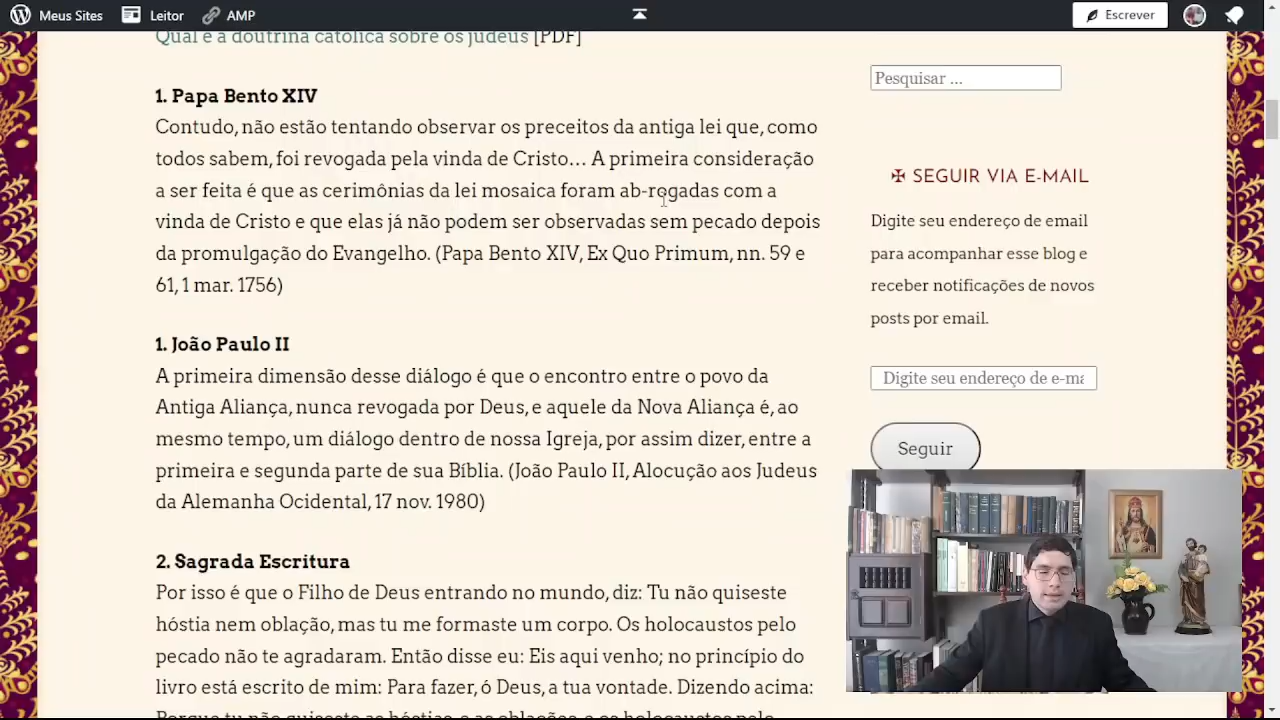 Meus Sites
Leitor
AMP
Escrever
Qual é a doutrina católica sobre os judeus [PDF]
1. Papa Bento XIV
Contudo, não estão tentando observar os preceitos da antiga lei que, como
todos sabem, foi revogada pela vinda de Cristo… A primeira consideração
a ser feita é que as cerimônias da lei mosaica foram ab-rogadas com a
vinda de Cristo e que elas já não podem ser observadas sem pecado depois
da promulgação do Evangelho. (Papa Bento XIV, Ex Quo Primum, nn. 59 e
61, 1 mar. 1756)
1. João Paulo II
A primeira dimensão desse diálogo é que o encontro entre o povo da
Antiga Aliança, nunca revogada por Deus, e aquele da Nova Aliança é, ao
mesmo tempo, um diálogo dentro de nossa Igreja, por assim dizer, entre a
primeira e segunda parte de sua Bíblia. (João Paulo II, Alocução aos Judeus
da Alemanha Ocidental, 17 nov. 1980)
2. Sagrada Escritura
Por isso é que o Filho de Deus entrando no mundo, diz: Tu não quiseste
hóstia nem oblação, mas tu me formaste um corpo. Os holocaustos pelo
pecado não te agradaram. Então disse eu: Eis aqui venho; no princípio do
livro está escrito de mim: Para fazer, ó Deus, a tua vontade. Dizendo acima:
Porque tu não quiseste as hóstias, e as oblações, e os holocaustos pelo
Pesquisar …
✠ SEGUIR VIA E-MAIL
Digite seu endereço de email
para acompanhar esse blog e
receber notificações de novos
posts por email.
Digite seu endereço de e-ma
Seguir